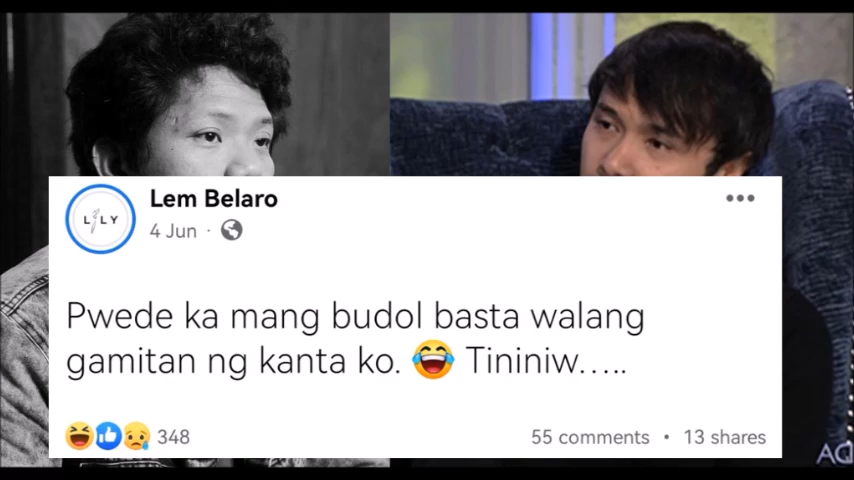 LILY
Lem Belaro
4 Jun ·
Pwede ka mang budol basta walang
gamitan ng kanta ko. 😂 Tininiw.....
348
55 comments • 13 shares